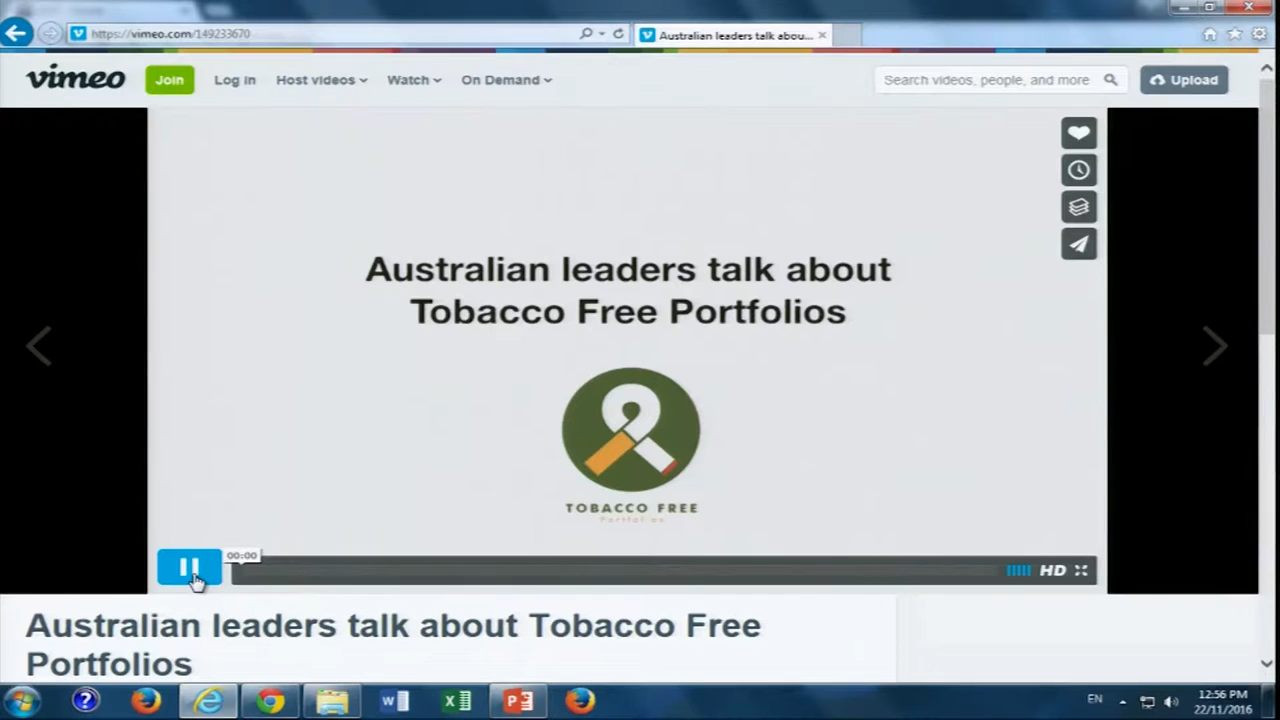 https://vimeo.com/149233670
Australian leaders talk abou...
vimeo
Join
Log in
Host videos
Watch
On Demand
Search videos, people, and more
Upload
Australian leaders talk about
Tobacco Free Portfolios
TOBACCO FREE
Portfolios
00:00
HD
Australian leaders talk about Tobacco Free
Portfolios
EN
12:56 PM
22/11/2016